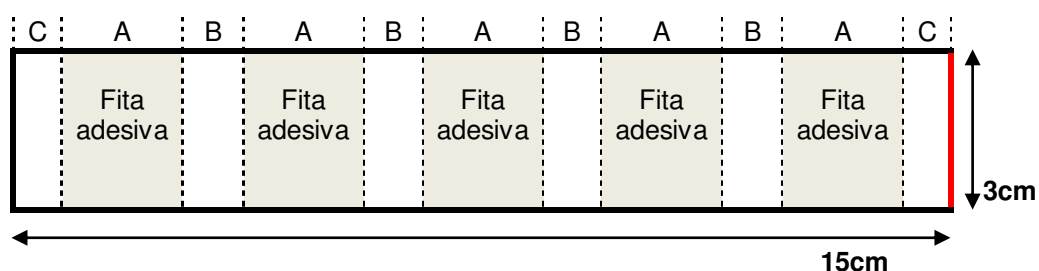 C A B A B A B A B A C
Fita Fita Fita Fita Fita
adesiva adesiva adesiva adesiva adesiva
3cm
15cm